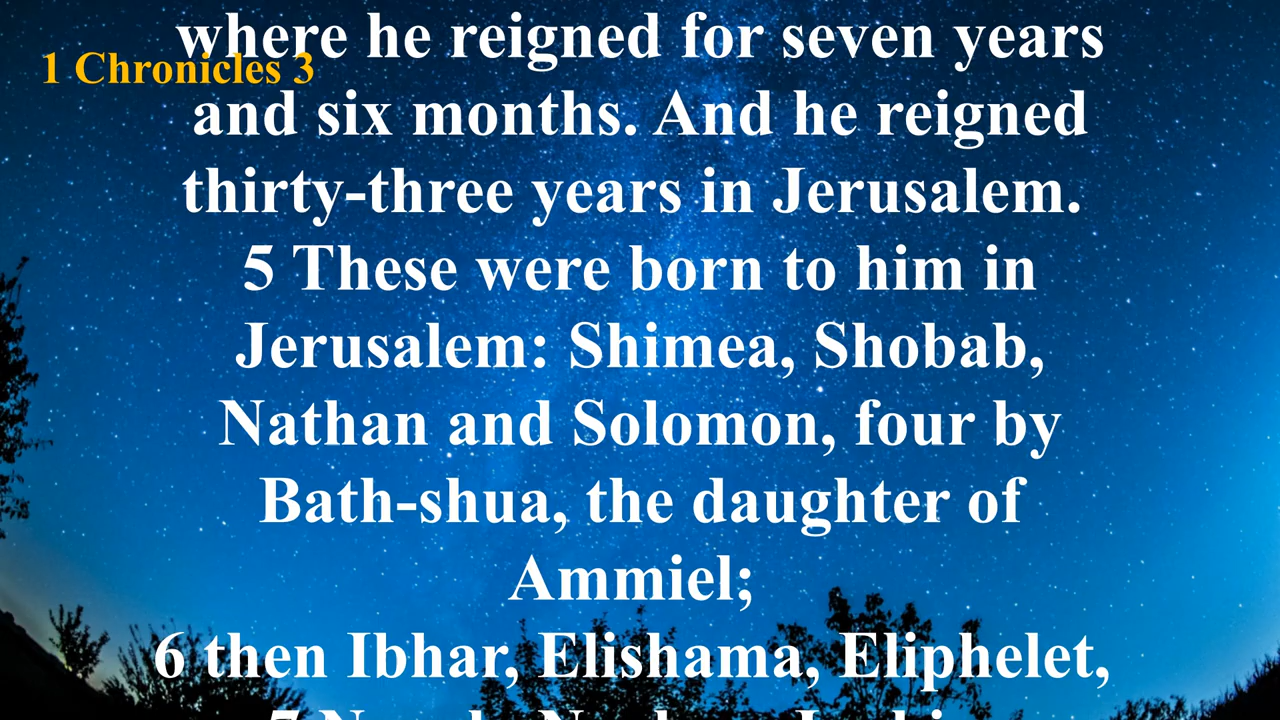 where he reigned for seven years
1 Chronicles 3
and six months. And he reigned
thirty-three years in Jerusalem.
5 These were born to him in
Jerusalem: Shimea, Shobab,
Nathan and Solomon, four by
Bath-shua, the daughter of
Ammiel;
6 then Ibhar, Elishama, Eliphelet,